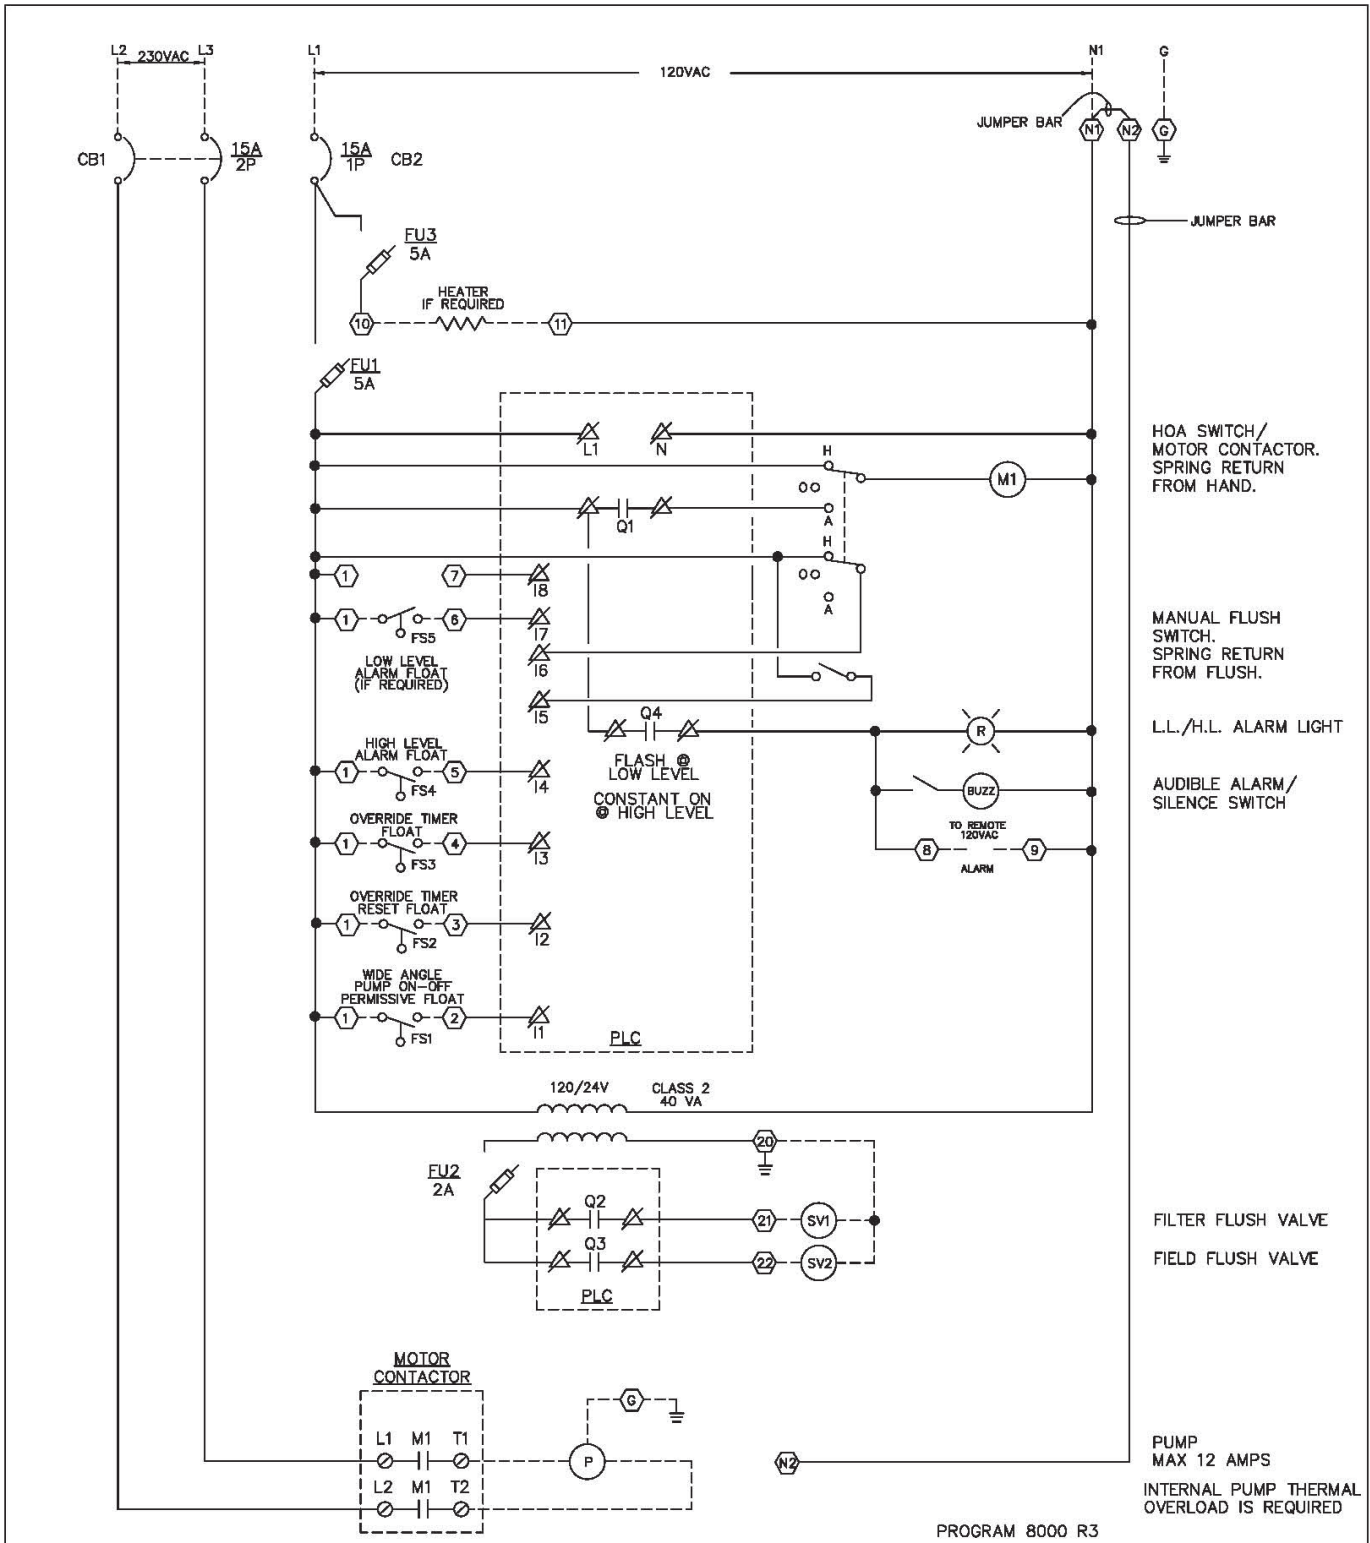 L2 230VAC L3
L1
120VAC
N1
G
JUMPER BAR
N1
N2
G
CB1
15A
2P
15A
1P
CB2
JUMPER BAR
FU3
5A
HEATER
IF REQUIRED
10
11
FU1
5A
L1
N
H
OO
A
M1
HOA SWITCH/
MOTOR CONTACTOR.
SPRING RETURN
FROM HAND.
Q1
H
OO
A
1
7
I8
1
FS5
6
I7
LOW LEVEL
ALARM FLOAT
(IF REQUIRED)
I6
MANUAL FLUSH
SWITCH.
SPRING RETURN
FROM FLUSH.
I5
Q4
FLASH @
LOW LEVEL
CONSTANT ON
@ HIGH LEVEL
R
L.L./H.L. ALARM LIGHT
HIGH LEVEL
ALARM FLOAT
1
FS4
5
I4
BUZZ
AUDIBLE ALARM/
SILENCE SWITCH
OVERRIDE TIMER
FLOAT
1
FS3
4
I3
TO REMOTE
120VAC
8
9
ALARM
OVERRIDE TIMER
RESET FLOAT
1
FS2
3
I2
WIDE ANGLE
PUMP ON-OFF
PERMISSIVE FLOAT
1
FS1
2
I1
PLC
120/24V
CLASS 2
40 VA
20
FU2
2A
Q2
21
SV1
FILTER FLUSH VALVE
Q3
22
SV2
FIELD FLUSH VALVE
PLC
MOTOR
CONTACTOR
G
L1 M1 T1
P
N2
L2 M1 T2
PUMP
MAX 12 AMPS
INTERNAL PUMP THERMAL
OVERLOAD IS REQUIRED
PROGRAM 8000 R3